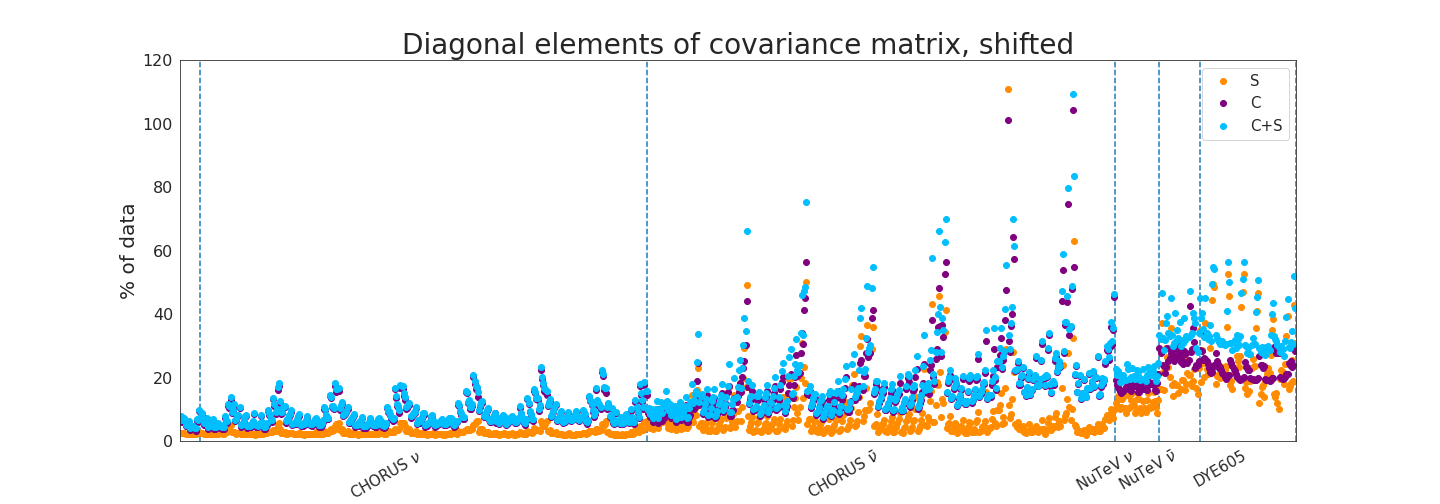 Diagonal elements of covariance matrix, shifted
% of data
120
100
80
60
40
20
0
S
C
C+S
CHORUS ν
CHORUS ν̄
NuTeV ν
NuTeV ν̄
DYE605